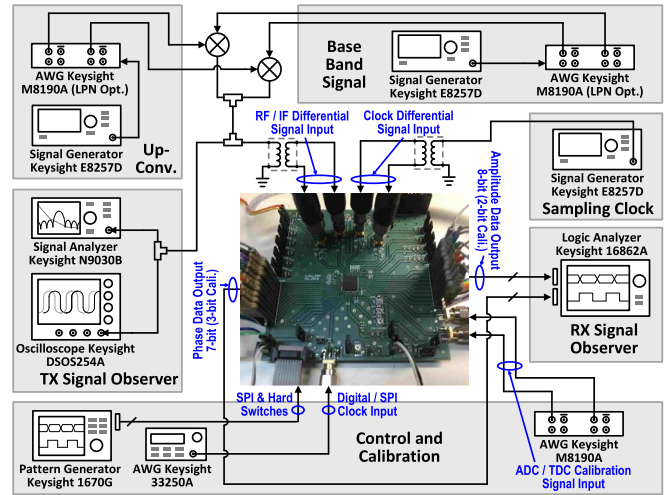 AWG Keysight
M8190A (LPN Opt.)
Signal Generator
Keysight E8257D
Up-
Conv.
Base
Band
Signal
Signal Generator
Keysight E8257D
AWG Keysight
M8190A (LPN Opt.)
RF / IF Differential
Signal Input
Clock Differential
Signal Input
Signal Generator
Keysight E8257D
Sampling Clock
Signal Analyzer
Keysight N9030B
Oscilloscope Keysight
DSOS254A
TX Signal Observer
Phase Data Output
7-bit (3-bit Cali.)
Amplitude Data Output
8-bit (2-bit Cali.)
Logic Analyzer
Keysight 16862A
RX Signal
Observer
SPI & Hard
Switches
Digital / SPI
Clock Input
Pattern Generator
Keysight 1670G
AWG Keysight
33250A
Control and
Calibration
AWG Keysight
M8190A
ADC / TDC Calibration
Signal Input